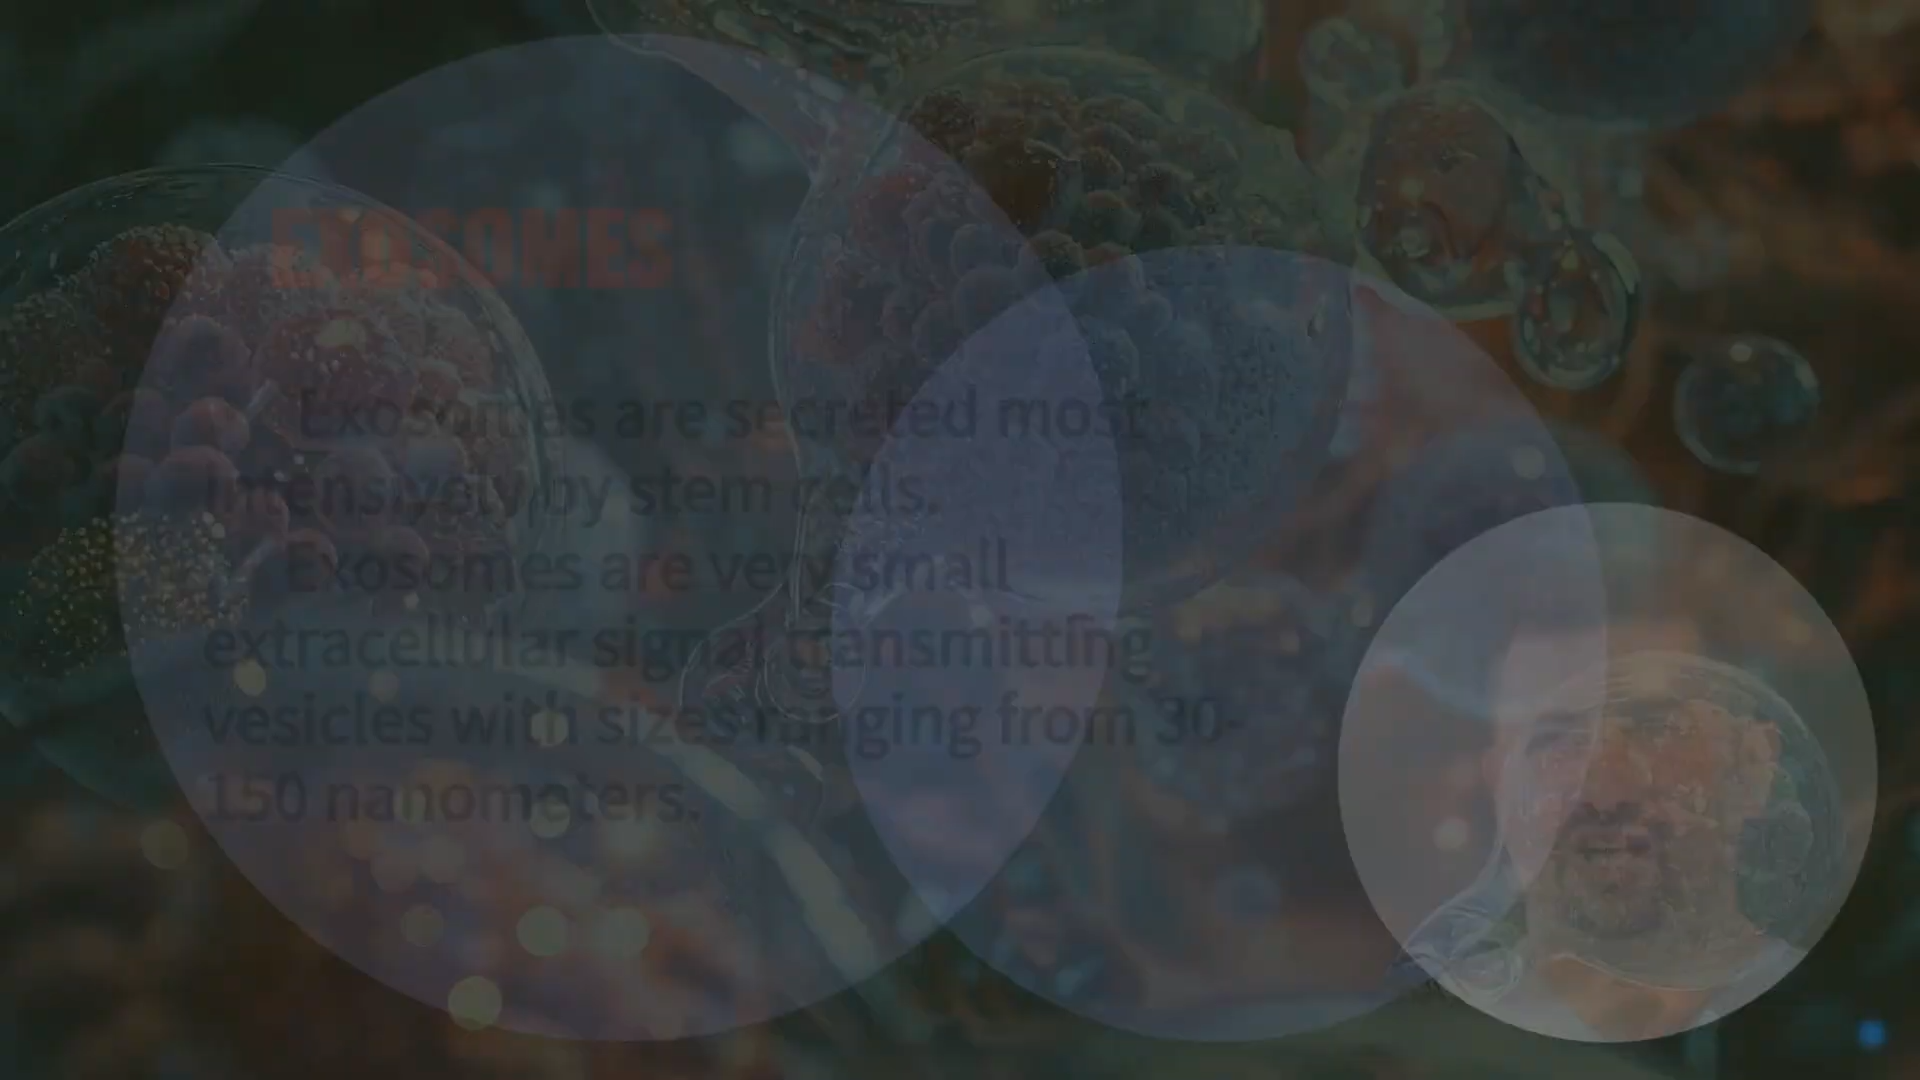 EXOSOMES
Exosomes are secreted most
intensively by stem cells.
Exosomes are very small
extracellular signal transmitting
vesicles with sizes ranging from 30-
150 nanometers.